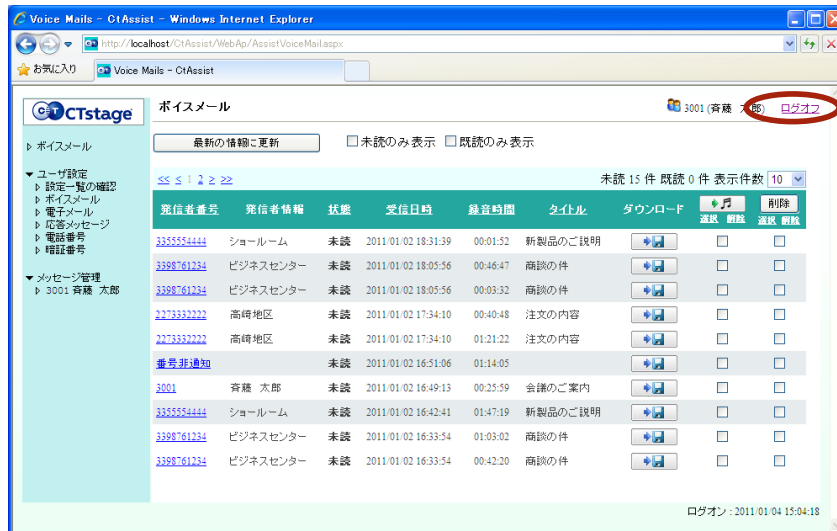 Voice Mails - CtAssist - Windows Internet Explorer
http://localhost/CtAssist/WebAp/AssistVoiceMail.aspx
お気に入り Voice Mails - CtAssist
CTstage
ボイスメール
3001 (斉藤 太郎) ログオフ
最新の情報に更新 未読のみ表示 既読のみ表示
▷ ボイスメール
▼ ユーザ設定
▷ 設定一覧の確認
▷ ボイスメール
▷ 電子メール
▷ 応答メッセージ
▷ 電話番号
▷ 暗証番号
▼ メッセージ管理
▷ 3001 斉藤 太郎
<< < 1 2 > >> 未読 15 件 既読 0 件 表示件数 10
発信者番号 発信者情報 状態 受信日時 録音時間 タイトル ダウンロード 選択 解除 削除 選択 解除
3355554444 ショールーム 未読 2011/01/02 18:31:39 00:01:52 新製品のご説明
3398761234 ビジネスセンター 未読 2011/01/02 18:05:56 00:46:47 商談の件
3398761234 ビジネスセンター 未読 2011/01/02 18:05:56 00:03:32 商談の件
2273332222 高崎地区 未読 2011/01/02 17:34:10 00:40:48 注文の内容
2273332222 高崎地区 未読 2011/01/02 17:34:10 01:21:22 注文の内容
番号非通知 未読 2011/01/02 16:51:06 01:14:05
3001 斉藤 太郎 未読 2011/01/02 16:49:13 00:25:59 会議のご案内
3355554444 ショールーム 未読 2011/01/02 16:42:41 01:47:19 新製品のご説明
3398761234 ビジネスセンター 未読 2011/01/02 16:33:54 01:03:02 商談の件
3398761234 ビジネスセンター 未読 2011/01/02 16:33:54 00:42:20 商談の件
ログオン : 2011/01/04 15:04:18